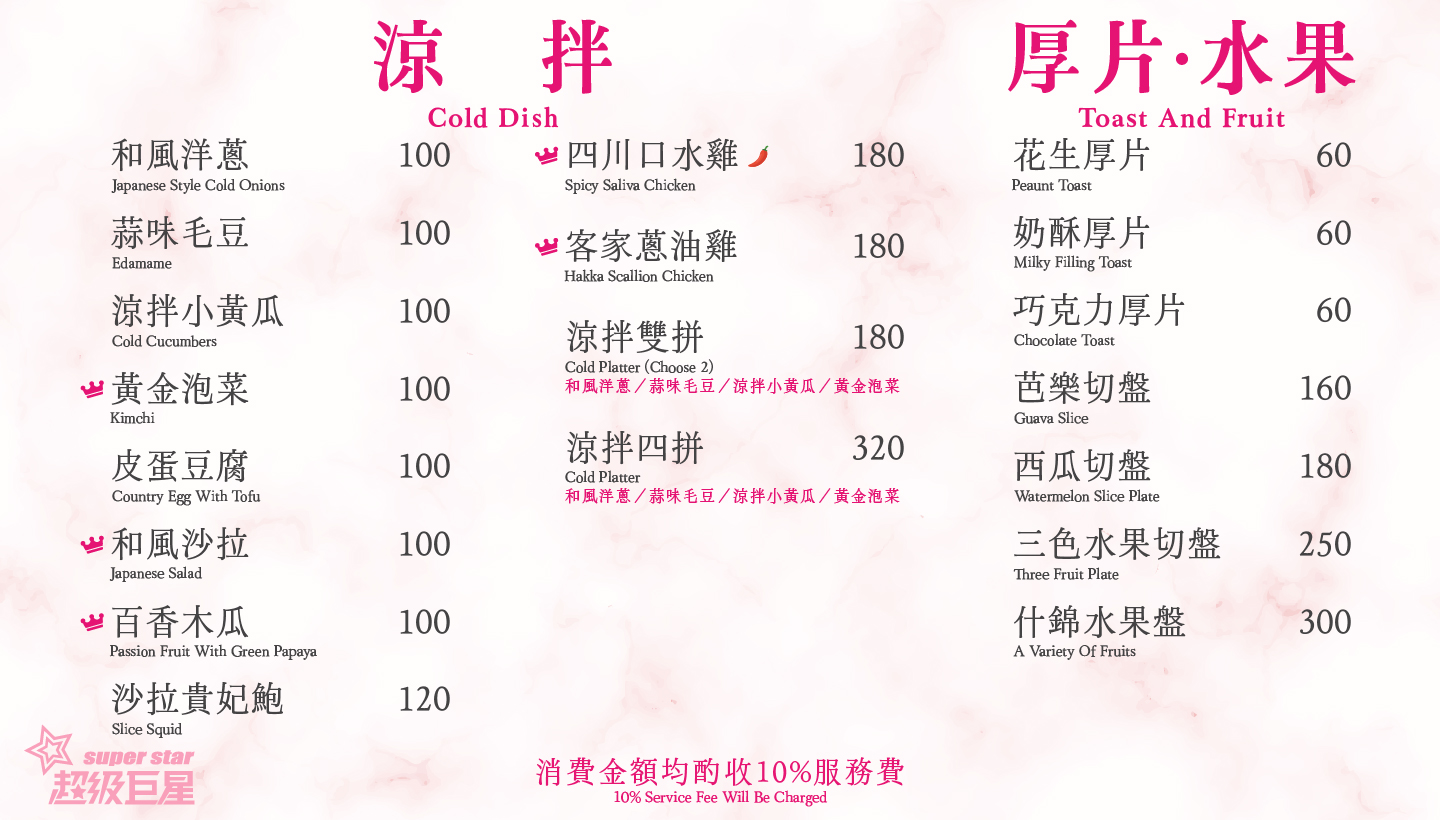 涼拌
Cold Dish
和風洋蔥 100
Japanese Style Cold Onions
蒜味毛豆 100
Edamame
涼拌小黃瓜 100
Cold Cucumbers
黃金泡菜 100
Kimchi
皮蛋豆腐 100
Country Egg With Tofu
和風沙拉 100
Japanese Salad
百香木瓜 100
Passion Fruit With Green Papaya
沙拉貴妃鮑 120
Slice Squid
四川口水雞 180
Spicy Saliva Chicken
客家蔥油雞 180
Hakka Scallion Chicken
涼拌雙拼 180
Cold Platter (Choose 2)
和風洋蔥／蒜味毛豆／涼拌小黃瓜／黃金泡菜
涼拌四拼 320
Cold Platter
和風洋蔥／蒜味毛豆／涼拌小黃瓜／黃金泡菜
厚片·水果
Toast And Fruit
花生厚片 60
Peaunt Toast
奶酥厚片 60
Milky Filling Toast
巧克力厚片 60
Chocolate Toast
芭樂切盤 160
Guava Slice
西瓜切盤 180
Watermelon Slice Plate
三色水果切盤 250
Three Fruit Plate
什錦水果盤 300
A Variety Of Fruits
super star
超级巨星
消費金額均酌收10%服務費
10% Service Fee Will Be Charged